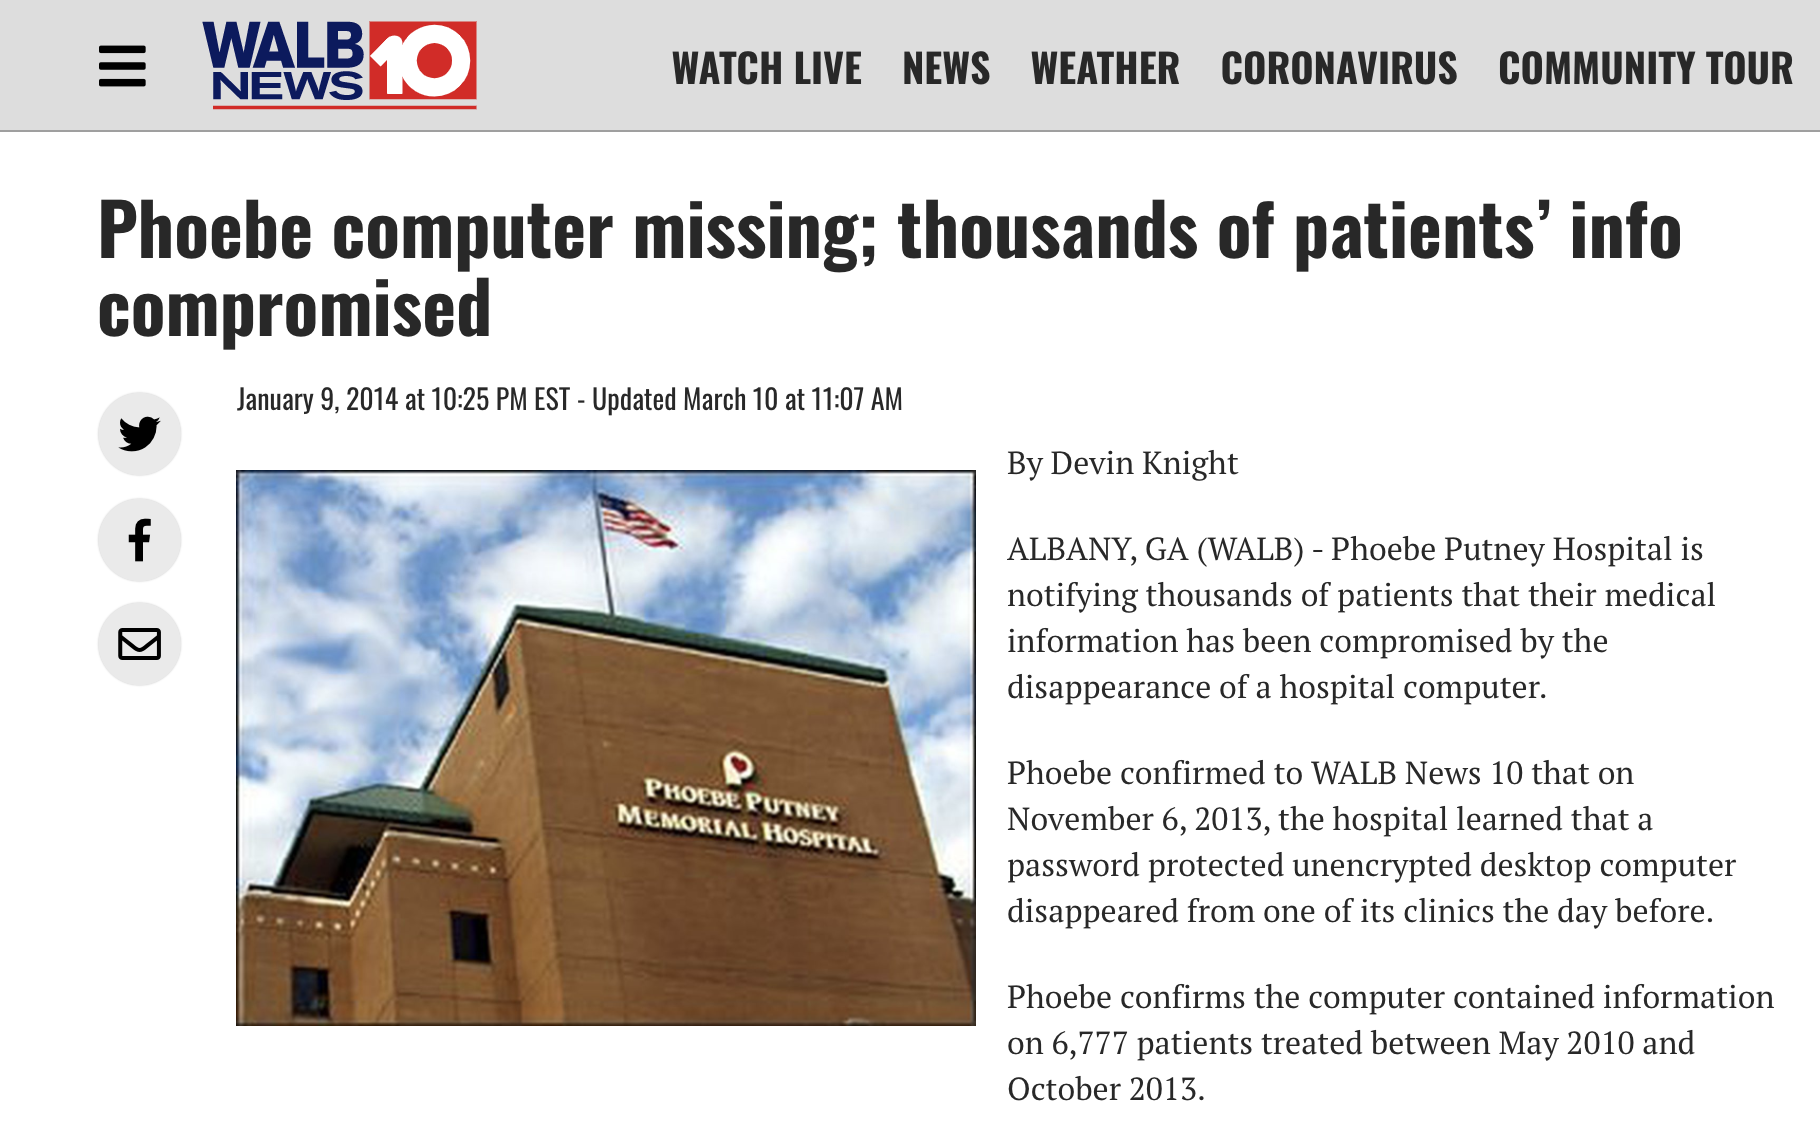 WALB
NEWS 10
WATCH LIVE NEWS WEATHER CORONAVIRUS COMMUNITY TOUR
Phoebe computer missing; thousands of patients’ info
compromised
January 9, 2014 at 10:25 PM EST - Updated March 10 at 11:07 AM
PHOEBE PUTNEY
MEMORIAL HOSPITAL
By Devin Knight
ALBANY, GA (WALB) - Phoebe Putney Hospital is
notifying thousands of patients that their medical
information has been compromised by the
disappearance of a hospital computer.
Phoebe confirmed to WALB News 10 that on
November 6, 2013, the hospital learned that a
password protected unencrypted desktop computer
disappeared from one of its clinics the day before.
Phoebe confirms the computer contained information
on 6,777 patients treated between May 2010 and
October 2013.